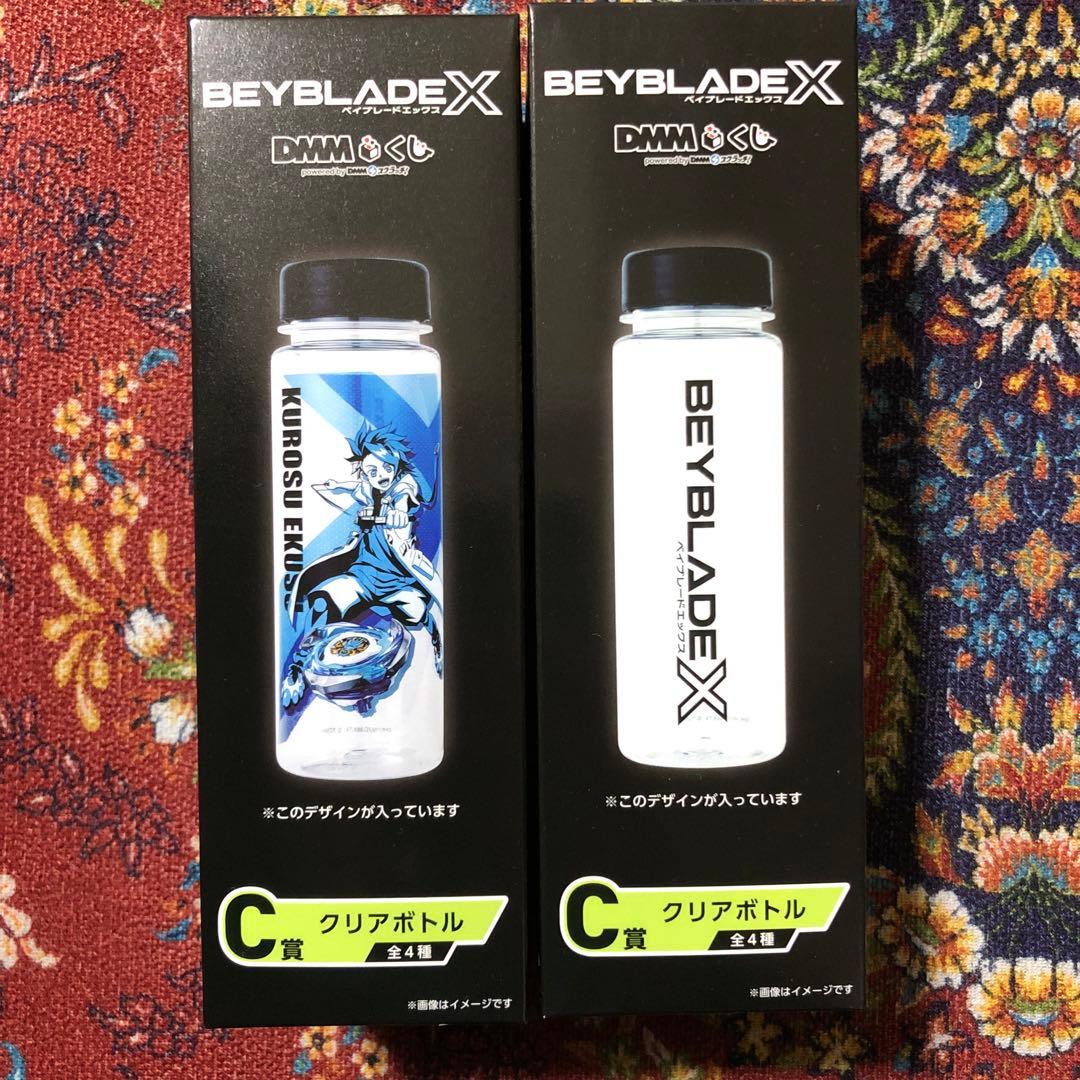 BEYBLADE X
ベイブレードエックス
DMMくじ
powered by DMMスクラッチ!
KUROSU EKUSU
※このデザインが入っています
C賞
クリアボトル
全4種
※画像はイメージです
BEYBLADE X
ベイブレードエックス
DMMくじ
powered by DMMスクラッチ!
BEYBLADE X
ベイブレードエックス
※このデザインが入っています
C賞
クリアボトル
全4種
※画像はイメージです